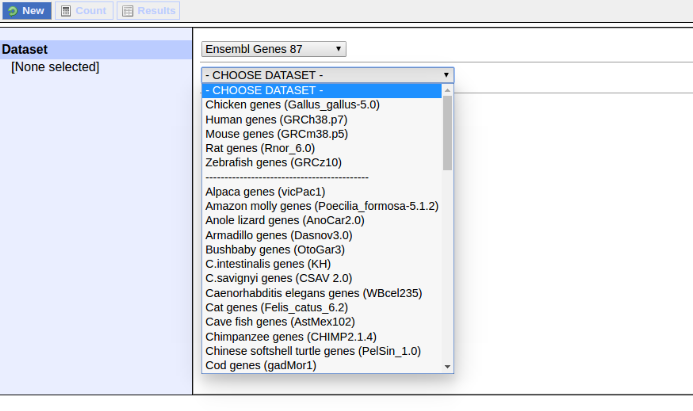 New Count Results
Dataset
[None selected]
Ensembl Genes 87
- CHOOSE DATASET -
- CHOOSE DATASET -
Chicken genes (Gallus_gallus-5.0)
Human genes (GRCh38.p7)
Mouse genes (GRCm38.p5)
Rat genes (Rnor_6.0)
Zebrafish genes (GRCz10)
-------------------------------------------
Alpaca genes (vicPac1)
Amazon molly genes (Poecilia_formosa-5.1.2)
Anole lizard genes (AnoCar2.0)
Armadillo genes (Dasnov3.0)
Bushbaby genes (OtoGar3)
C.intestinalis genes (KH)
C.savignyi genes (CSAV 2.0)
Caenorhabditis elegans genes (WBcel235)
Cat genes (Felis_catus_6.2)
Cave fish genes (AstMex102)
Chimpanzee genes (CHIMP2.1.4)
Chinese softshell turtle genes (PelSin_1.0)
Cod genes (gadMor1)